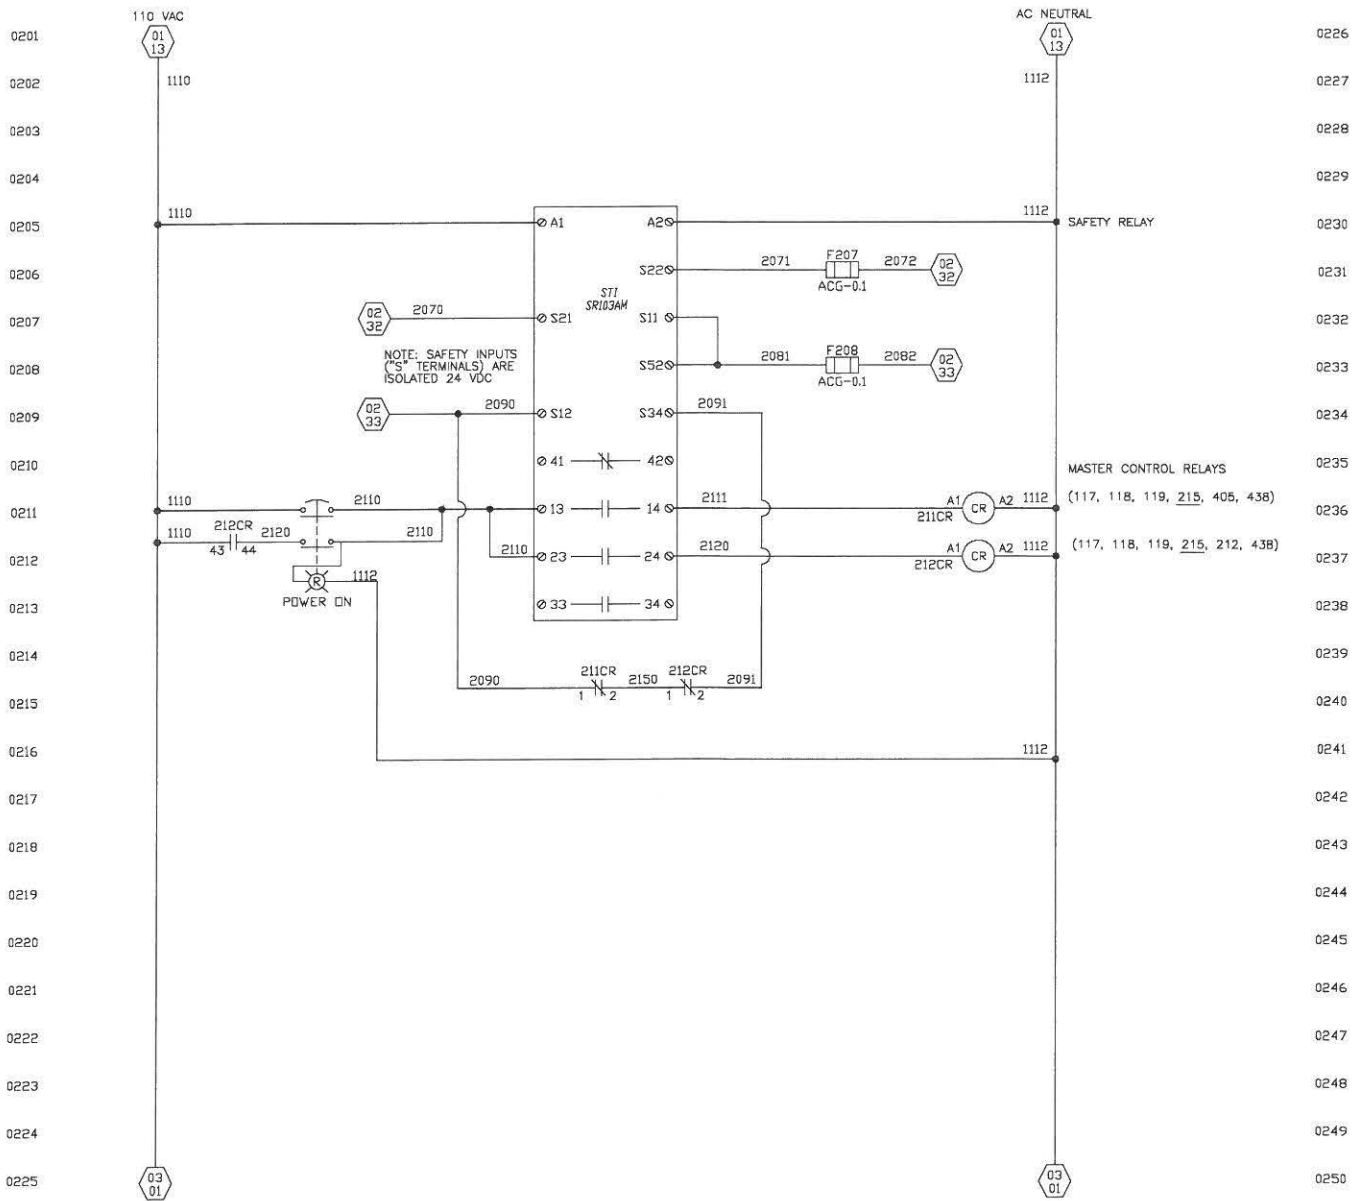 110 VAC
AC NEUTRAL
0201
01
13
01
13
0226
0202
1110
1112
0227
0203
0228
0204
0229
0205
1110
A1
A2
1112
SAFETY RELAY
0230
0206
S22
2071
F207
2072
02
32
ACG-0.1
0231
STI
SR103AM
0207
02
32
2070
S21
S11
0232
NOTE: SAFETY INPUTS
("S" TERMINALS) ARE
ISOLATED 24 VDC
0208
S52
2081
F208
2082
02
33
ACG-0.1
0233
0209
02
33
2090
S12
S34
2091
0234
0210
41
42
0235
MASTER CONTROL RELAYS
0211
1110
2110
13
14
2111
A1
CR
A2
1112
211CR
(117, 118, 119, 215, 405, 438)
0236
1110
212CR
43
44
2120
2110
0212
2110
23
24
2120
A1
CR
A2
1112
212CR
(117, 118, 119, 215, 212, 438)
0237
R
1112
POWER ON
0213
33
34
0238
0214
0239
2090
211CR
1
2
2150
212CR
1
2
2091
0215
0240
0216
1112
0241
0217
0242
0218
0243
0219
0244
0220
0245
0221
0246
0222
0247
0223
0248
0224
0249
0225
03
01
03
01
0250